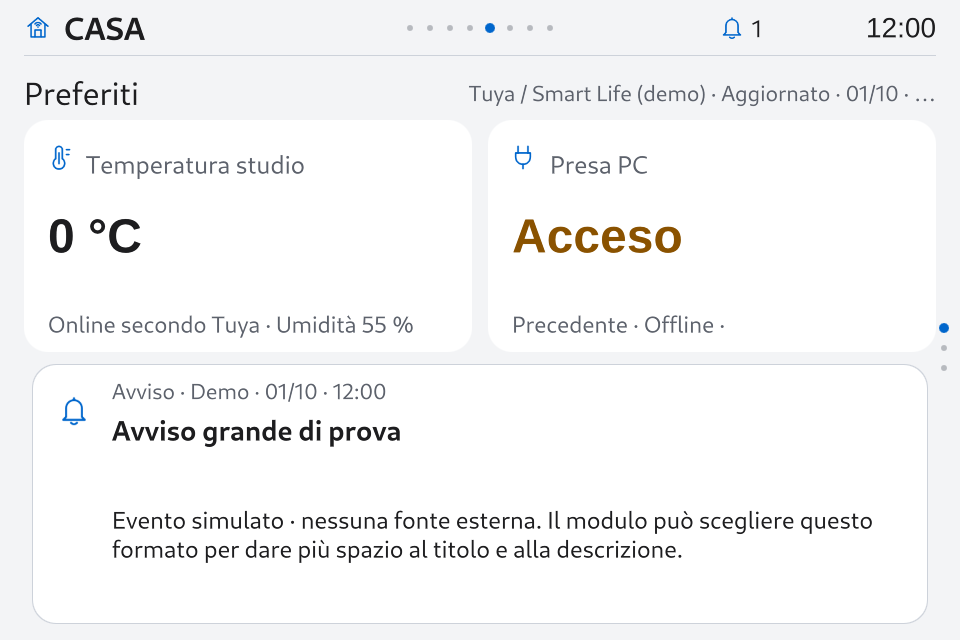 CASA
1
12:00
Preferiti
Tuya / Smart Life (demo) · Aggiornato · 01/10 · …
Temperatura studio
Presa PC
0 °C
Acceso
Online secondo Tuya · Umidità 55 %
Precedente · Offline ·
Avviso · Demo · 01/10 · 12:00
Avviso grande di prova
Evento simulato · nessuna fonte esterna. Il modulo può scegliere questo
formato per dare più spazio al titolo e alla descrizione.